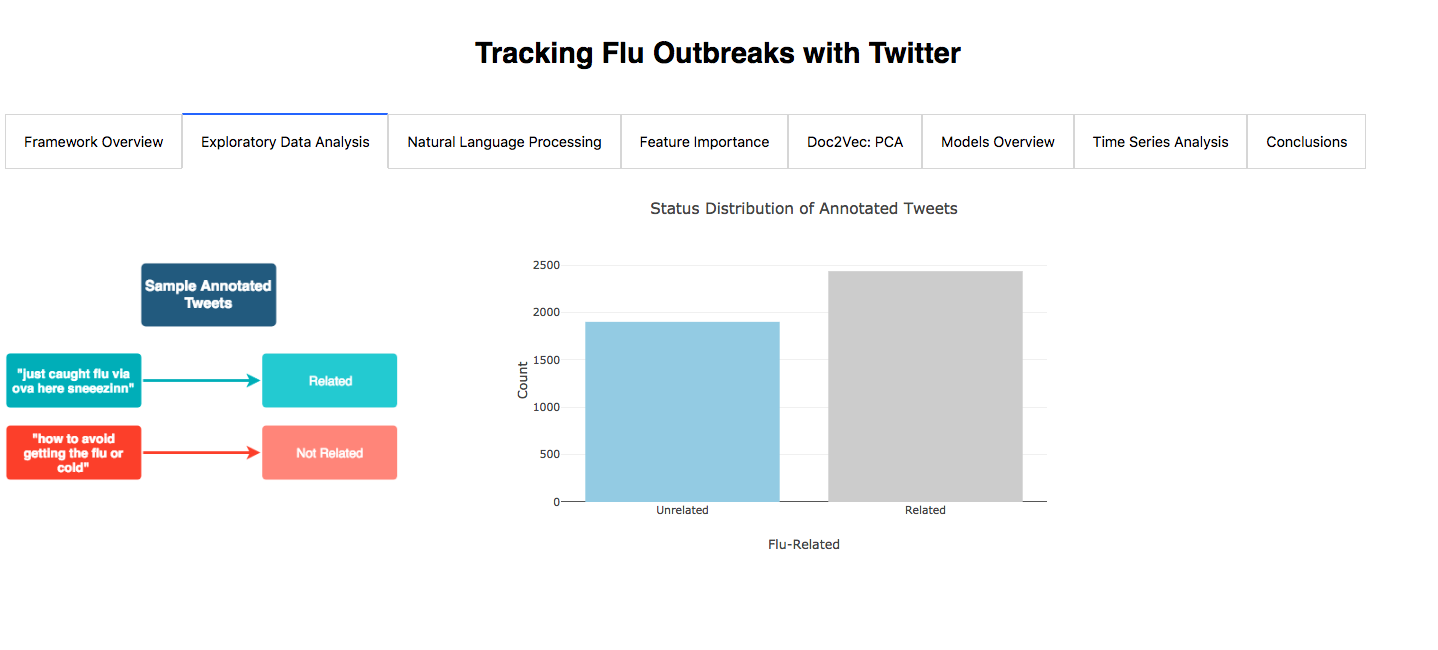 Tracking Flu Outbreaks with Twitter
Framework Overview
Exploratory Data Analysis
Natural Language Processing
Feature Importance
Doc2Vec: PCA
Models Overview
Time Series Analysis
Conclusions
Sample Annotated
Tweets
"just caught flu via
ova here sneeezinn"
Related
"how to avoid
getting the flu or
cold"
Not Related
Status Distribution of Annotated Tweets
Count
2500
2000
1500
1000
500
0
Unrelated
Related
Flu-Related